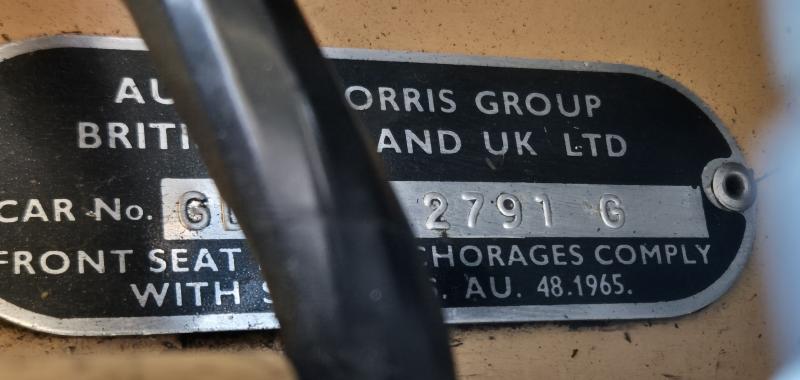 AU ORRIS GROUP
BRITI AND UK LTD
CAR No. G 2791 G
FRONT SEAT CHORAGES COMPLY
WITH S . AU. 48.1965.